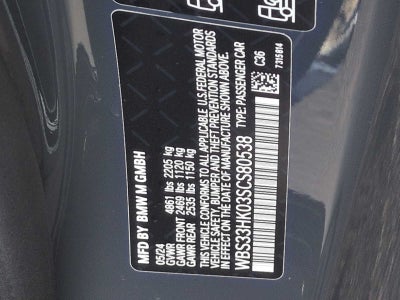 MFD BY BMW M GMBH
05/24
GVWR 4861 lbs 2205 kg
GAWR FRONT 2469 lbs 1120 kg
GAWR REAR 2535 lbs 1150 kg
THIS VEHICLE CONFORMS TO ALL APPLICABLE U.S.FEDERAL MOTOR
VEHICLE SAFETY, BUMPER AND THEFT PREVENTION STANDARDS
IN EFFECT ON THE DATE OF MANUFACTURE SHOWN ABOVE.
WBS33HK03SCS80538 TYPE: PASSENGER CAR
C36
7315814